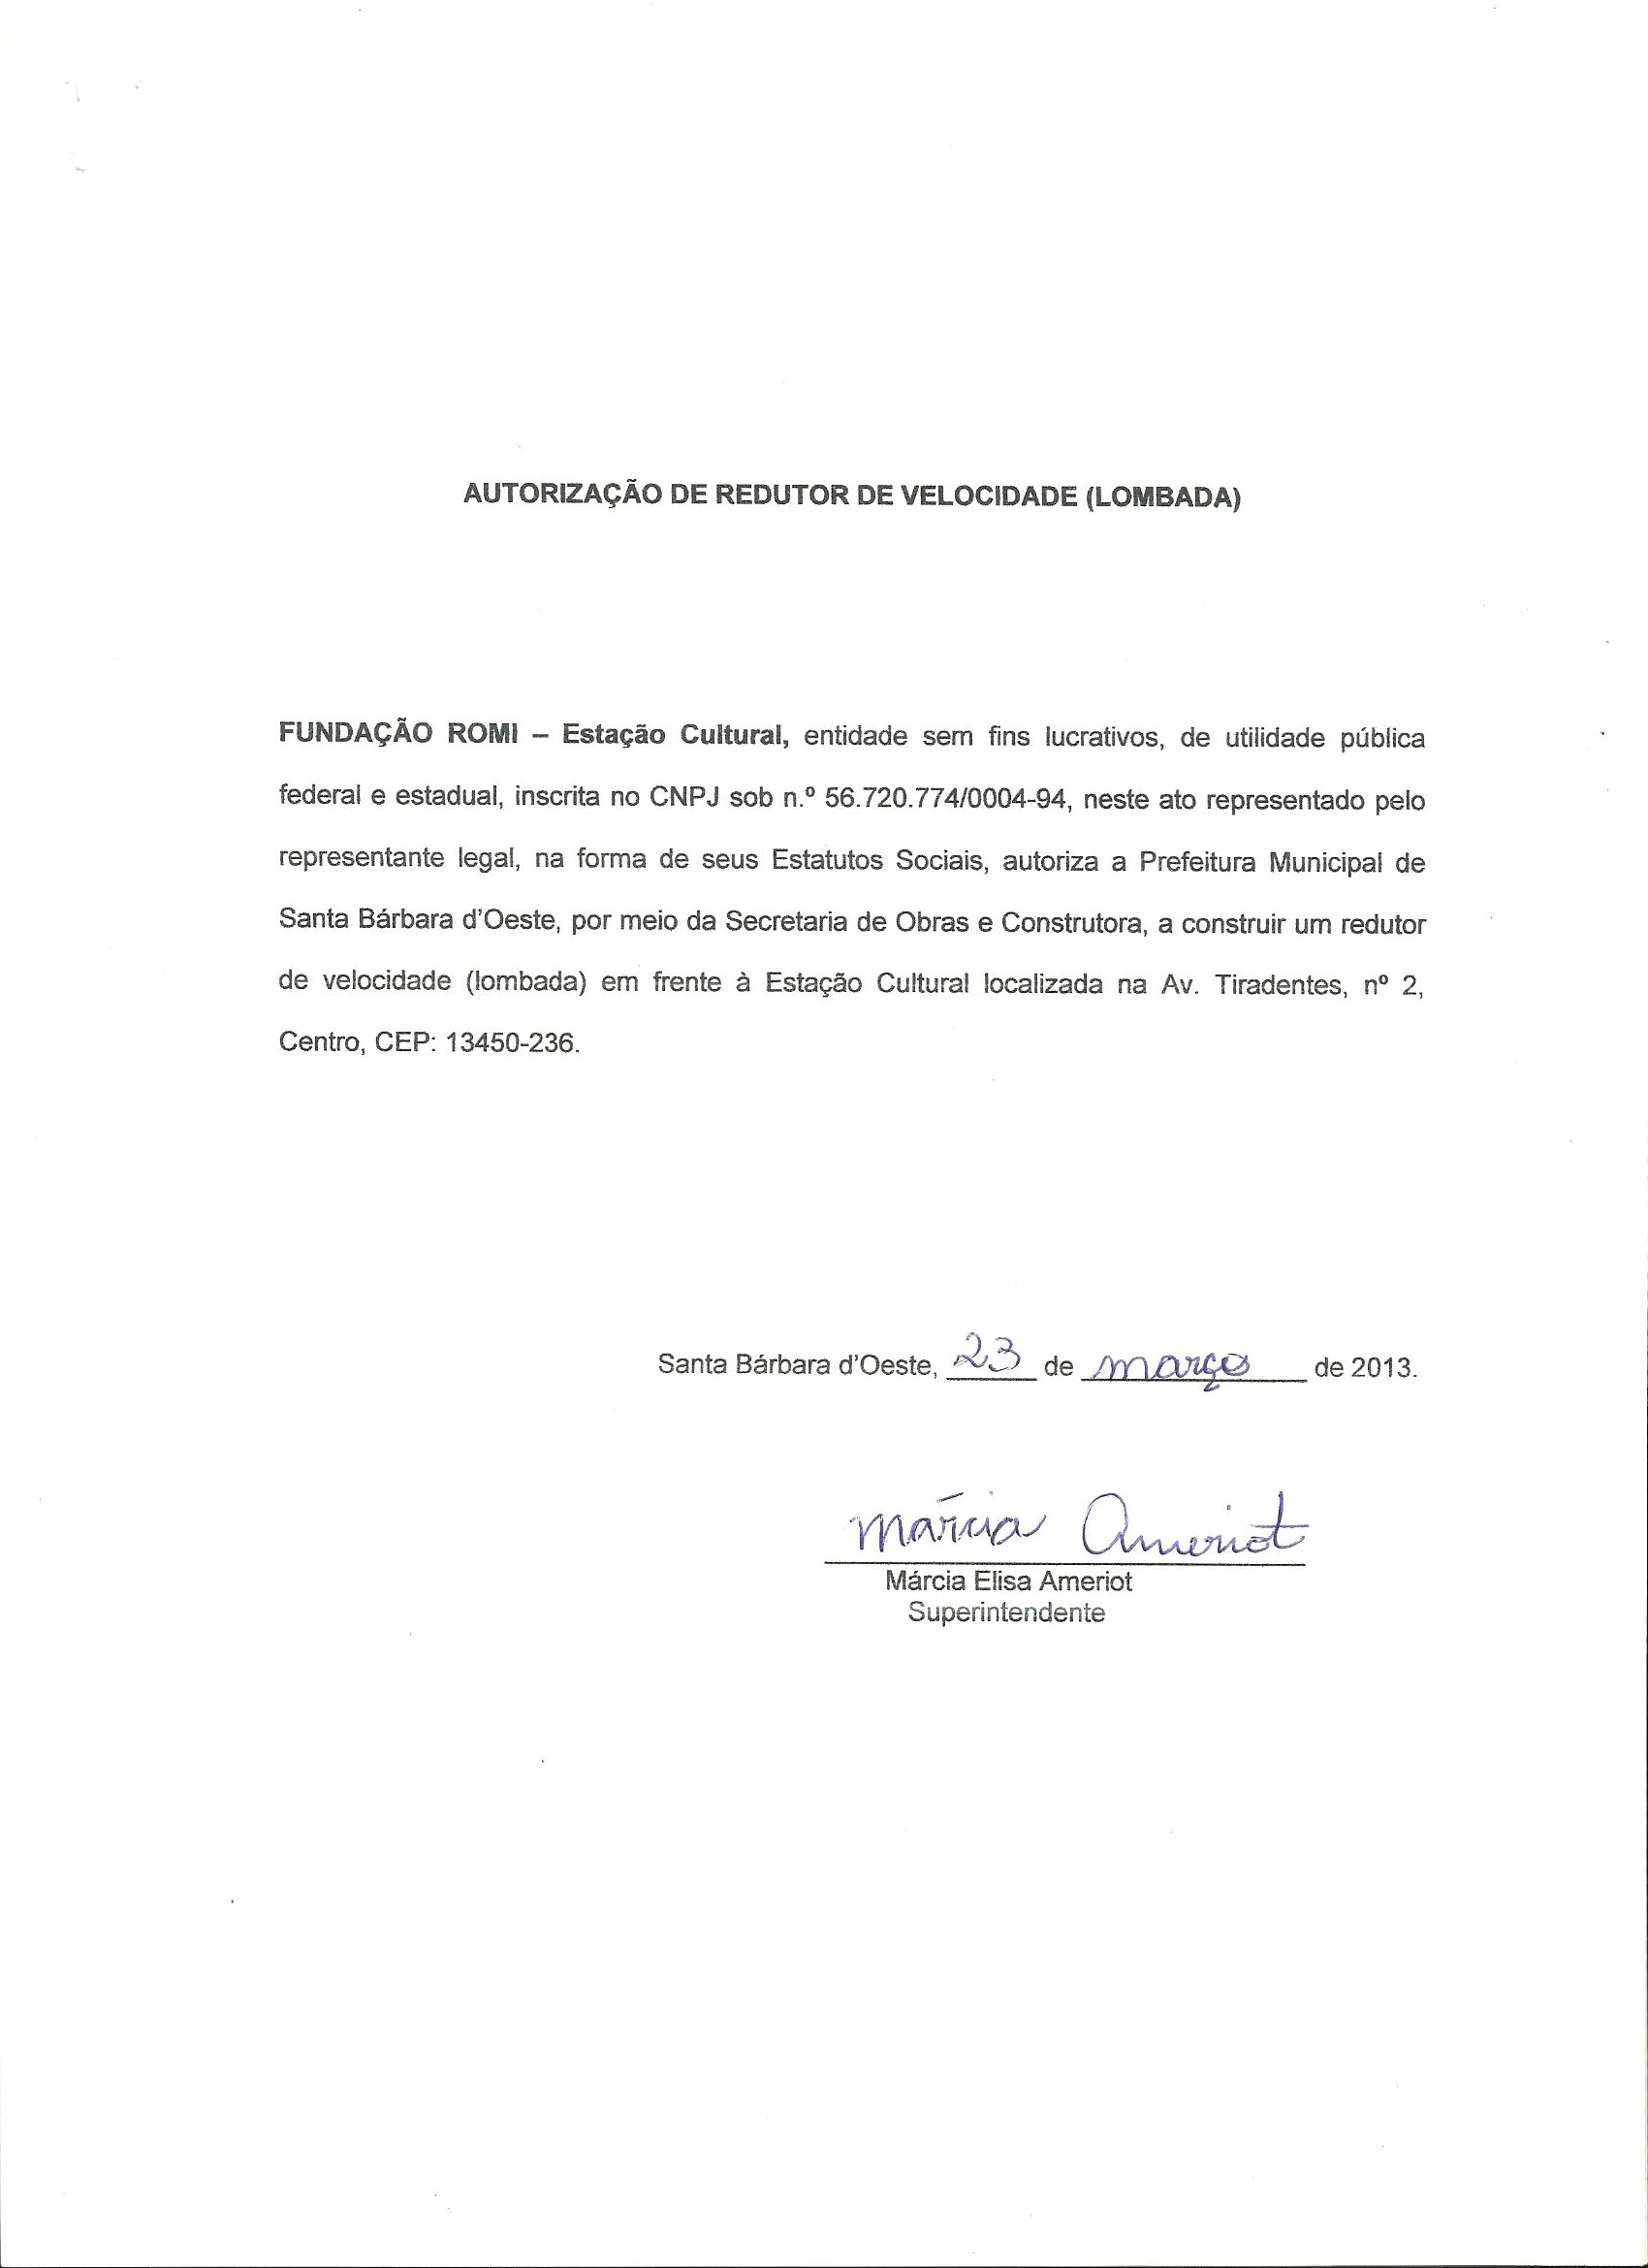 AUTORIZAÇÃO DE REDUTOR DE VELOCIDADE (LOMBADA)
FUNDAÇÃO ROMI – Estação Cultural, entidade sem fins lucrativos, de utilidade pública
federal e estadual, inscrita no CNPJ sob n.º 56.720.774/0004-94, neste ato representado pelo
representante legal, na forma de seus Estatutos Sociais, autoriza a Prefeitura Municipal de
Santa Bárbara d'Oeste, por meio da Secretaria de Obras e Construtora, a construir um redutor
de velocidade (lombada) em frente à Estação Cultural localizada na Av. Tiradentes, nº 2,
Centro, CEP: 13450-236.
Santa Bárbara d'Oeste, 23 de março de 2013.
Márcia Ameriot
Márcia Elisa Ameriot
Superintendente